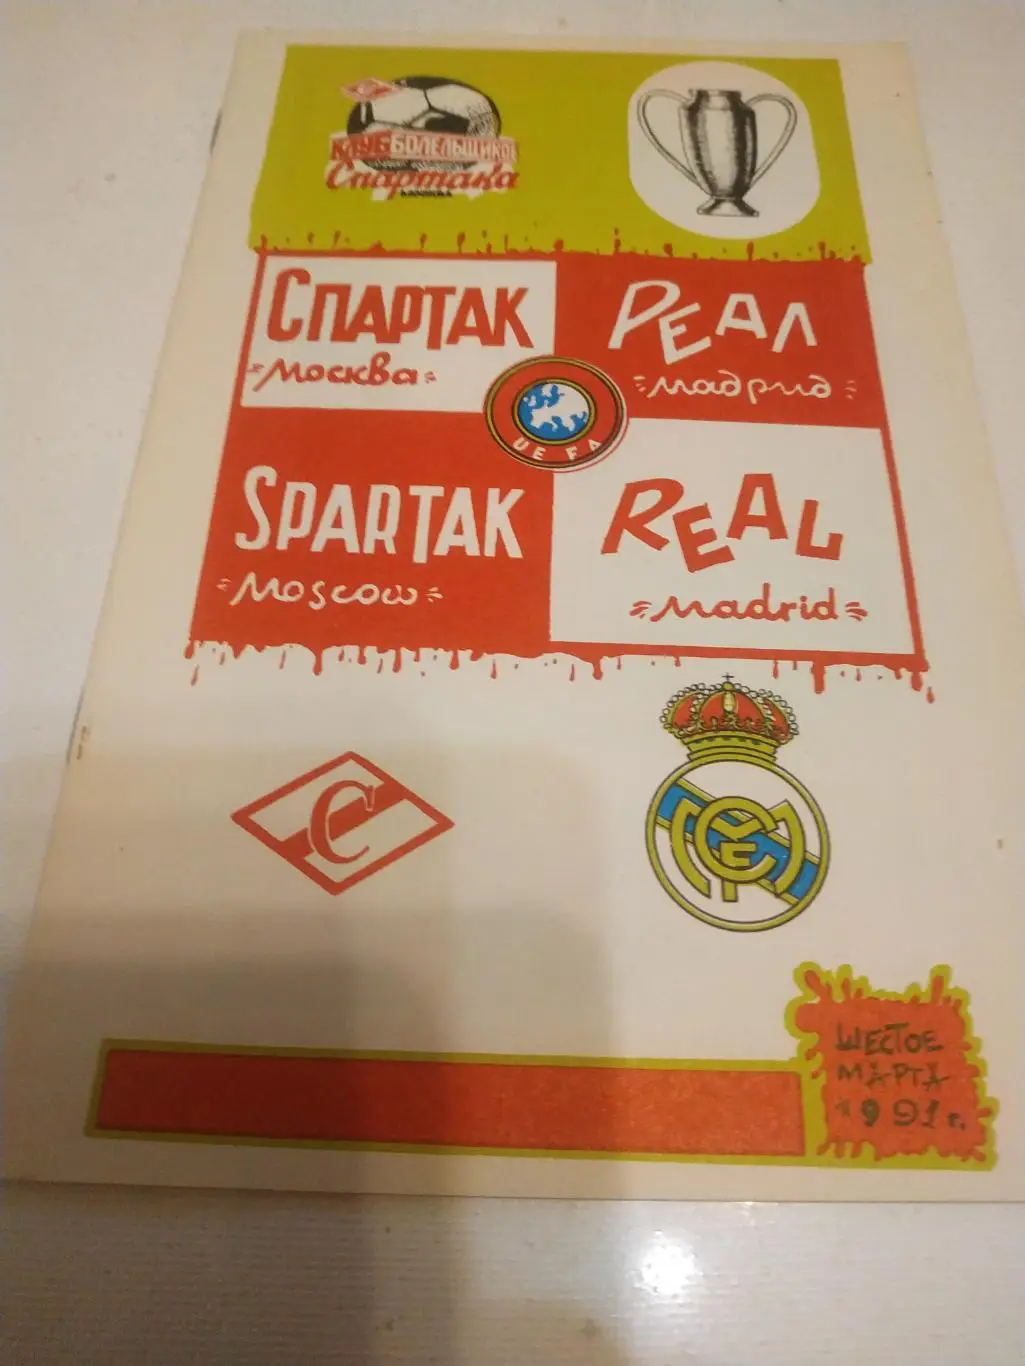 КЛУБ БОЛЕЛЬЩИКОВ
Спартака
СПАРТАК
"Москва"
РЕАЛ
"Мадрид"
UEFA
SPARTAK
"Moscow"
REAL
"Madrid"
С
ШЕСТОЕ
МАРТА
1991 г.